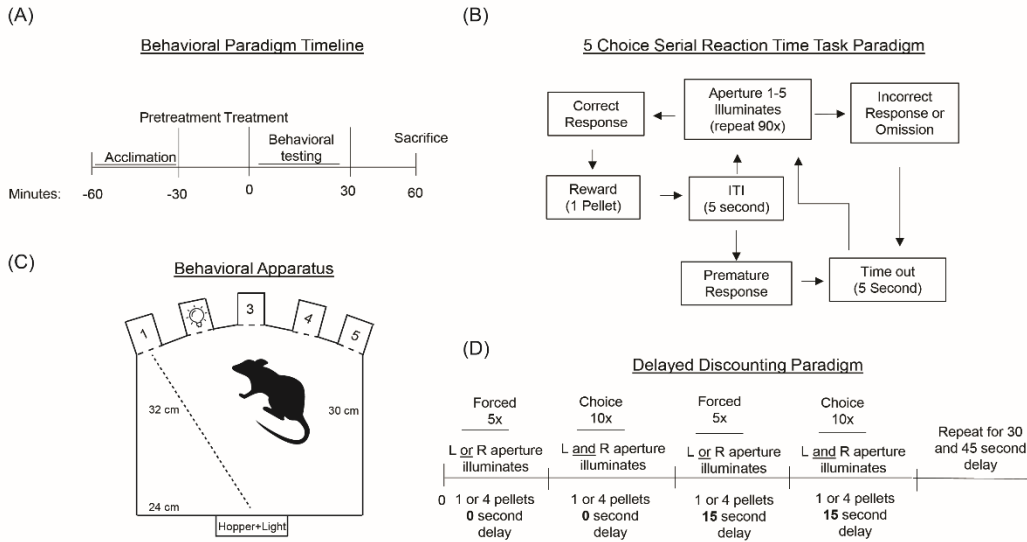 (A)
Behavioral Paradigm Timeline
Pretreatment Treatment
Acclimation
Behavioral
testing
Sacrifice
Minutes:
-60
-30
0
30
60
(B)
5 Choice Serial Reaction Time Task Paradigm
Correct
Response
Aperture 1-5
Illuminates
(repeat 90x)
Incorrect
Response or
Omission
Reward
(1 Pellet)
ITI
(5 second)
Premature
Response
Time out
(5 Second)
(C)
Behavioral Apparatus
1
3
4
5
32 cm
30 cm
24 cm
Hopper+Light
(D)
Delayed Discounting Paradigm
Forced
5x
L or R aperture
illuminates
Choice
10x
L and R aperture
illuminates
Forced
5x
L or R aperture
illuminates
Choice
10x
L and R aperture
illuminates
Repeat for 30
and 45 second
delay
0
1 or 4 pellets
0 second
delay
1 or 4 pellets
0 second
delay
1 or 4 pellets
15 second
delay
1 or 4 pellets
15 second
delay